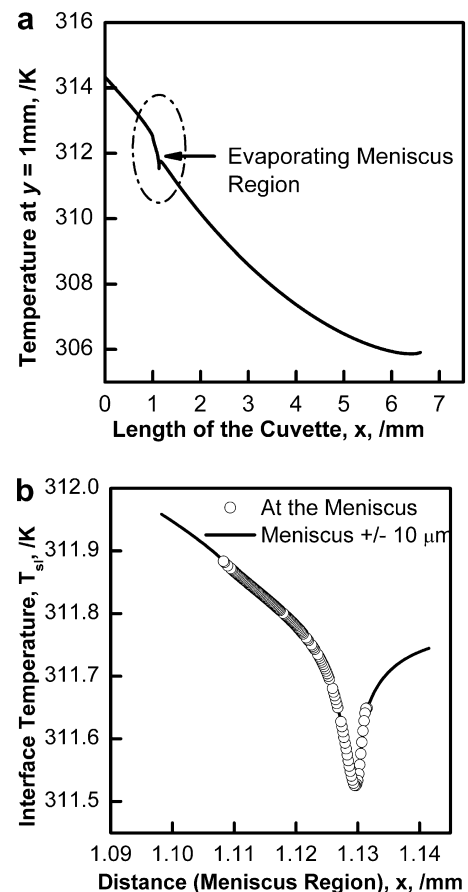 a
316
314
312
310
308
306
Temperature at y = 1mm, /K
Evaporating Meniscus
Region
0 1 2 3 4 5 6 7
Length of the Cuvette, x, /mm
b
312.0
311.9
311.8
311.7
311.6
311.5
Interface Temperature, Tsl, /K
At the Meniscus
Meniscus +/- 10 μm
1.09 1.10 1.11 1.12 1.13 1.14
Distance (Meniscus Region), x, /mm